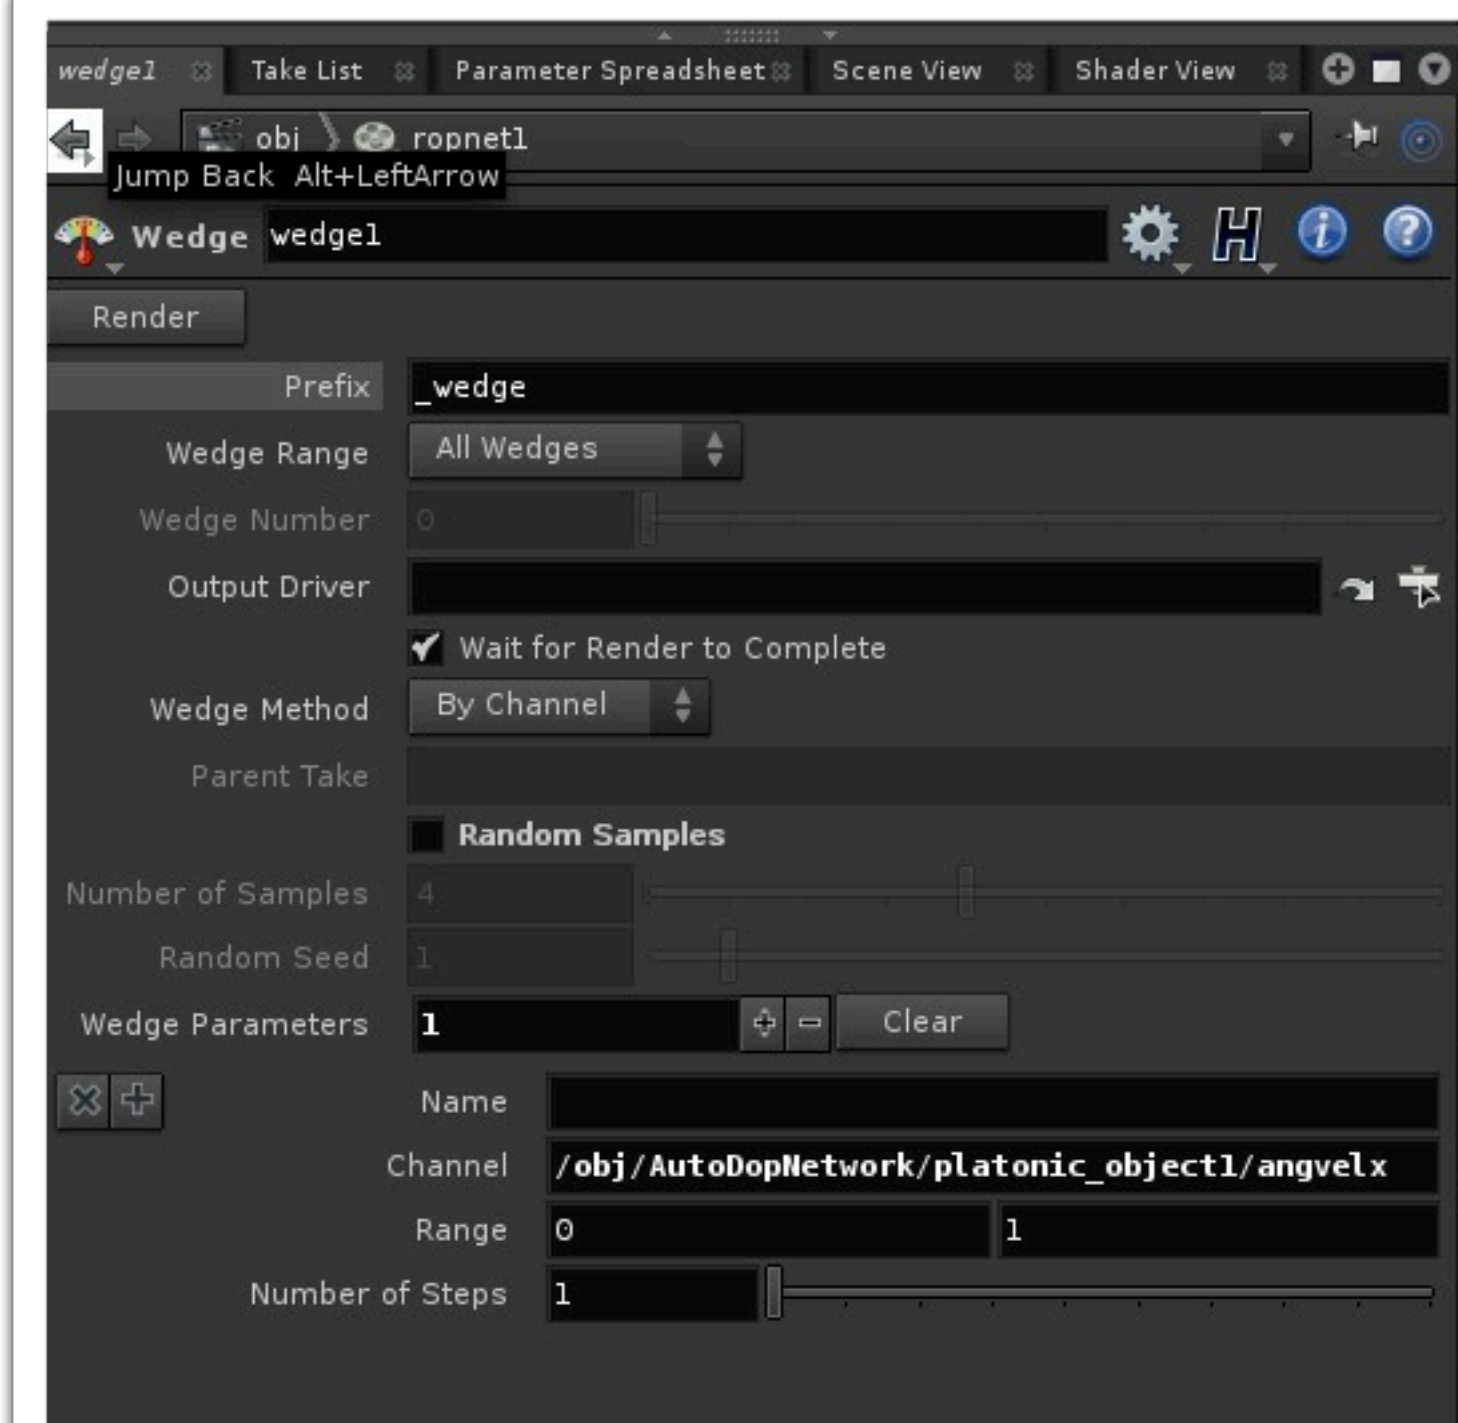 wedge1 Take List Parameter Spreadsheet Scene View Shader View
obj ropnet1
Jump Back Alt+LeftArrow
Wedge wedge1
Render
Prefix _wedge
Wedge Range All Wedges
Wedge Number 0
Output Driver
Wait for Render to Complete
Wedge Method By Channel
Parent Take
Random Samples
Number of Samples 4
Random Seed 1
Wedge Parameters 1 Clear
Name
Channel /obj/AutoDopNetwork/platonic_object1/angvelx
Range 0 1
Number of Steps 1